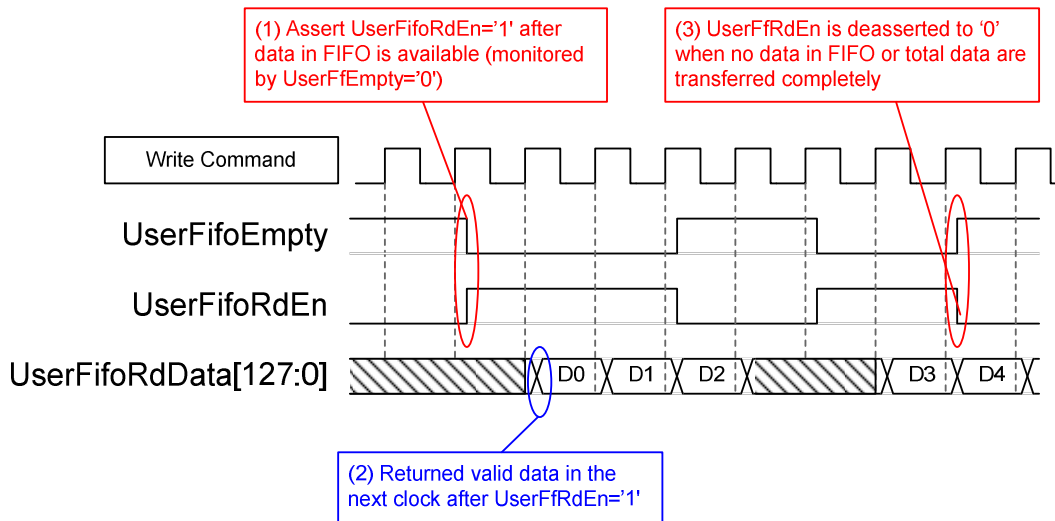 (1) Assert UserFifoRdEn='1' after
data in FIFO is available (monitored
by UserFfEmpty='0')
(3) UserFfRdEn is deasserted to ‘0’
when no data in FIFO or total data are
transferred completely
Write Command
UserFifoEmpty
UserFifoRdEn
UserFifoRdData[127:0]
D0 D1 D2 D3 D4
(2) Returned valid data in the
next clock after UserFfRdEn='1'